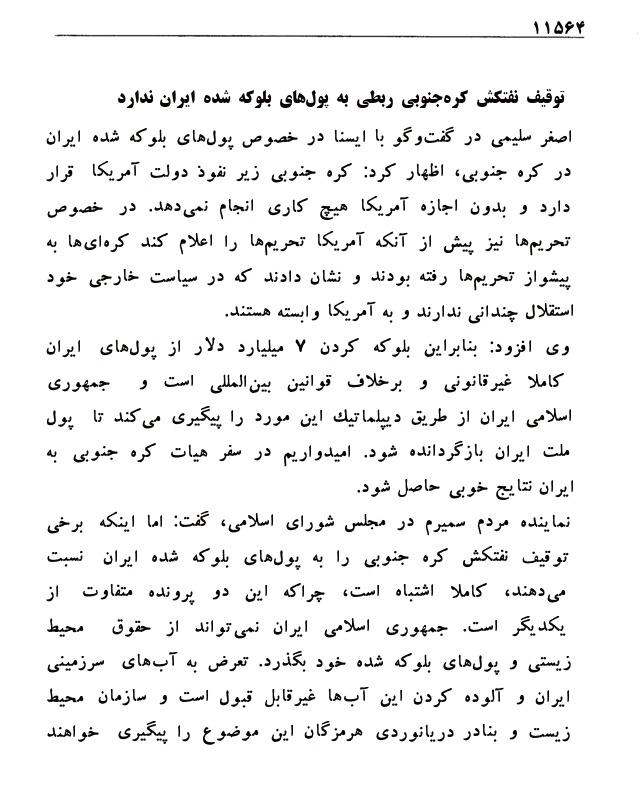 ۱۱۵۶۴
توقیف نفتکش کره‌جنوبی ربطی به پول‌های بلوکه شده ایران ندارد
اصغر سلیمی در گفت‌وگو با ایسنا در خصوص پول‌های بلوکه شده ایران
در کره جنوبی، اظهار کرد: کره جنوبی زیر نفوذ دولت آمریکا قرار
دارد و بدون اجازه آمریکا هیچ کاری انجام نمی‌دهد. در خصوص
تحریم‌ها نیز پیش از آنکه آمریکا تحریم‌ها را اعلام کند کره‌ای‌ها به
پیشواز تحریم‌ها رفته بودند و نشان دادند که در سیاست خارجی خود
استقلال چندانی ندارند و به آمریکا وابسته هستند.
وی افزود: بنابراین بلوکه کردن ۷ میلیارد دلار از پول‌های ایران
کاملا غیرقانونی و برخلاف قوانین بین‌المللی است و جمهوری
اسلامی ایران از طریق دیپلماتیك این مورد را پیگیری می‌کند تا پول
ملت ایران بازگردانده شود. امیدواریم در سفر هیات کره جنوبی به
ایران نتایج خوبی حاصل شود.
نماینده مردم سمیرم در مجلس شورای اسلامی، گفت: اما اینکه برخی
توقیف نفتکش کره جنوبی را به پول‌های بلوکه شده ایران نسبت
می‌دهند، کاملا اشتباه است، چراکه این دو پرونده متفاوت از
یکدیگر است. جمهوری اسلامی ایران نمی‌تواند از حقوق محیط
زیستی و پول‌های بلوکه شده خود بگذرد. تعرض به آب‌های سرزمینی
ایران و آلوده کردن این آب‌ها غیرقابل قبول است و سازمان محیط
زیست و بنادر دریانوردی هرمزگان این موضوع را پیگیری خواهند